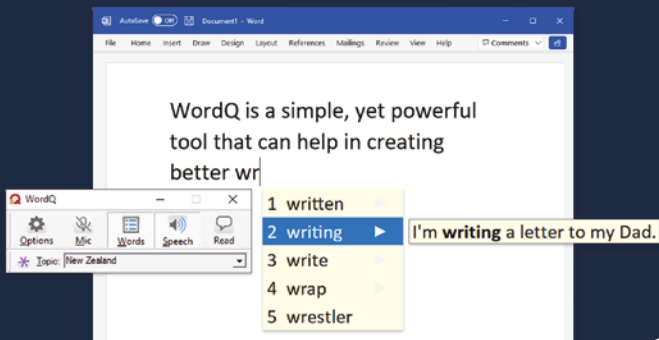 AutoSave Off Document1 - Word
File Home Insert Draw Design Layout References Mailings Review View Help Comments
WordQ is a simple, yet powerful
tool that can help in creating
better wr
WordQ
Options Mic Words Speech Read
Topic: New Zealand
1 written
2 writing
I'm writing a letter to my Dad.
3 write
4 wrap
5 wrestler